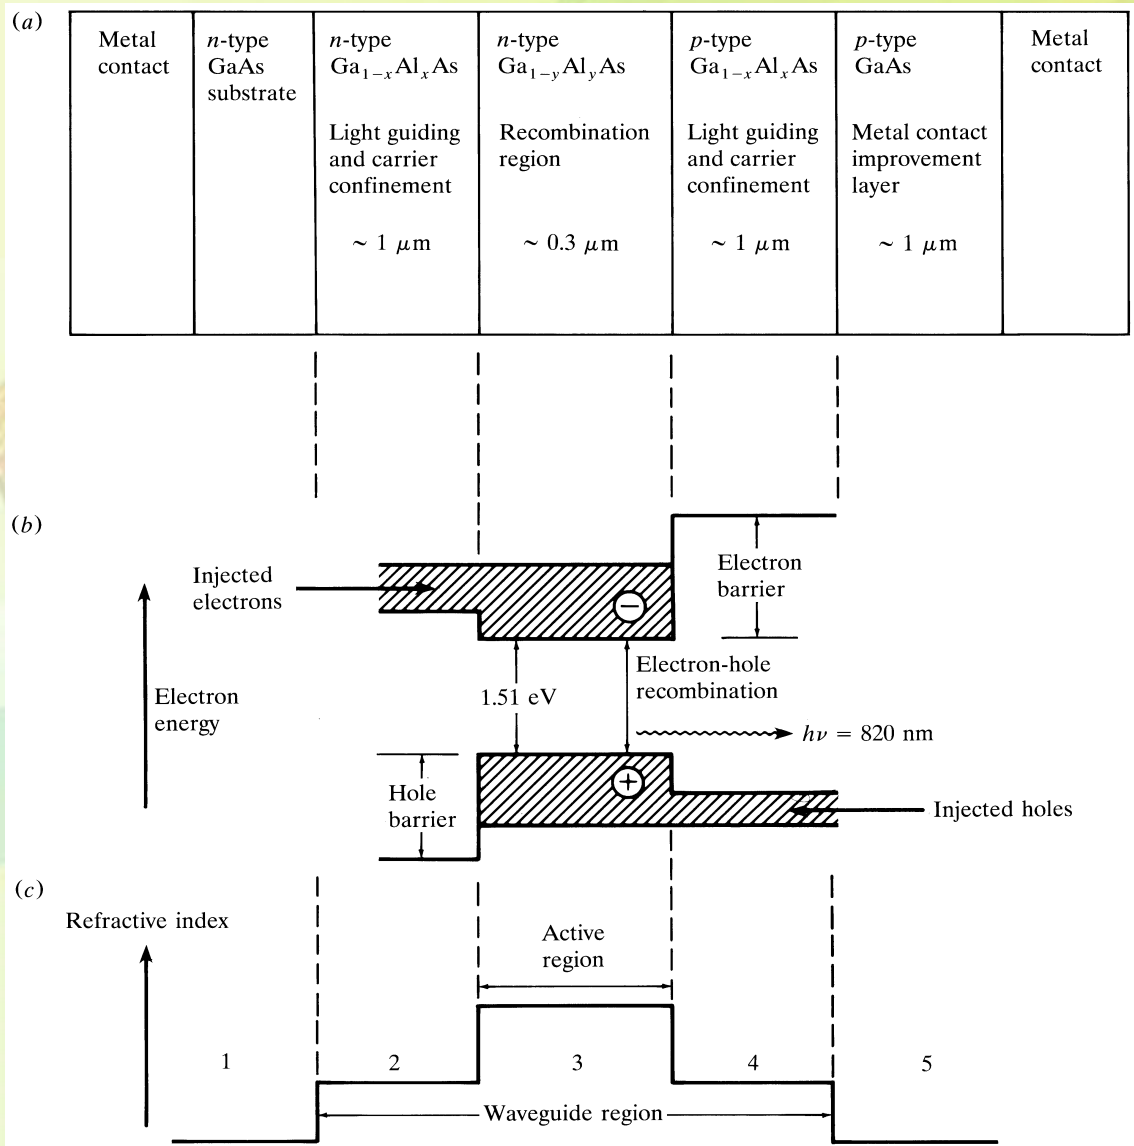 (a)
Metal
contact
n-type
GaAs
substrate
n-type
Ga₁₋ₓAlₓAs
Light guiding
and carrier
confinement
~ 1 μm
n-type
Ga₁₋yAlyAs
Recombination
region
~ 0.3 μm
p-type
Ga₁₋ₓAlₓAs
Light guiding
and carrier
confinement
~ 1 μm
p-type
GaAs
Metal contact
improvement
layer
~ 1 μm
Metal
contact
(b)
Injected
electrons
Electron
barrier
−
Electron
energy
1.51 eV
Electron-hole
recombination
hν = 820 nm
Hole
barrier
+
Injected holes
(c)
Refractive index
Active
region
1
2
3
4
5
Waveguide region